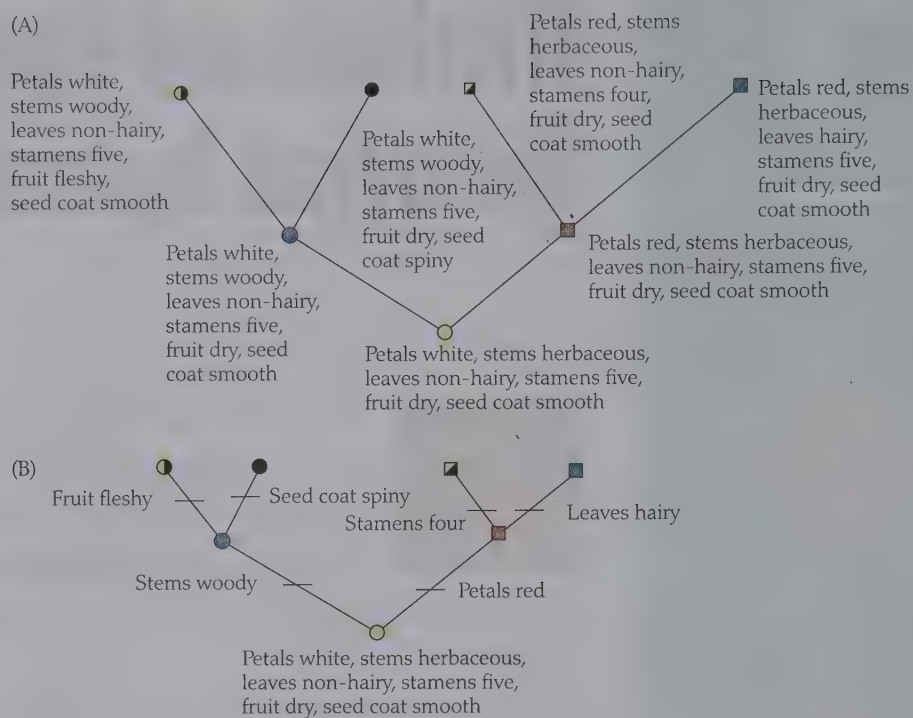 (A)
Petals white,
stems woody,
leaves non-hairy,
stamens five,
fruit fleshy,
seed coat smooth
Petals white,
stems woody,
leaves non-hairy,
stamens five,
fruit dry, seed
coat spiny
Petals red, stems
herbaceous,
leaves non-hairy,
stamens four,
fruit dry, seed
coat smooth
Petals red, stems
herbaceous,
leaves hairy,
stamens five,
fruit dry, seed
coat smooth
Petals white,
stems woody,
leaves non-hairy,
stamens five,
fruit dry, seed
coat smooth
Petals red, stems herbaceous,
leaves non-hairy, stamens five,
fruit dry, seed coat smooth
Petals white, stems herbaceous,
leaves non-hairy, stamens five,
fruit dry, seed coat smooth
(B)
Fruit fleshy
Seed coat spiny
Stamens four
Leaves hairy
Stems woody
Petals red
Petals white, stems herbaceous,
leaves non-hairy, stamens five,
fruit dry, seed coat smooth